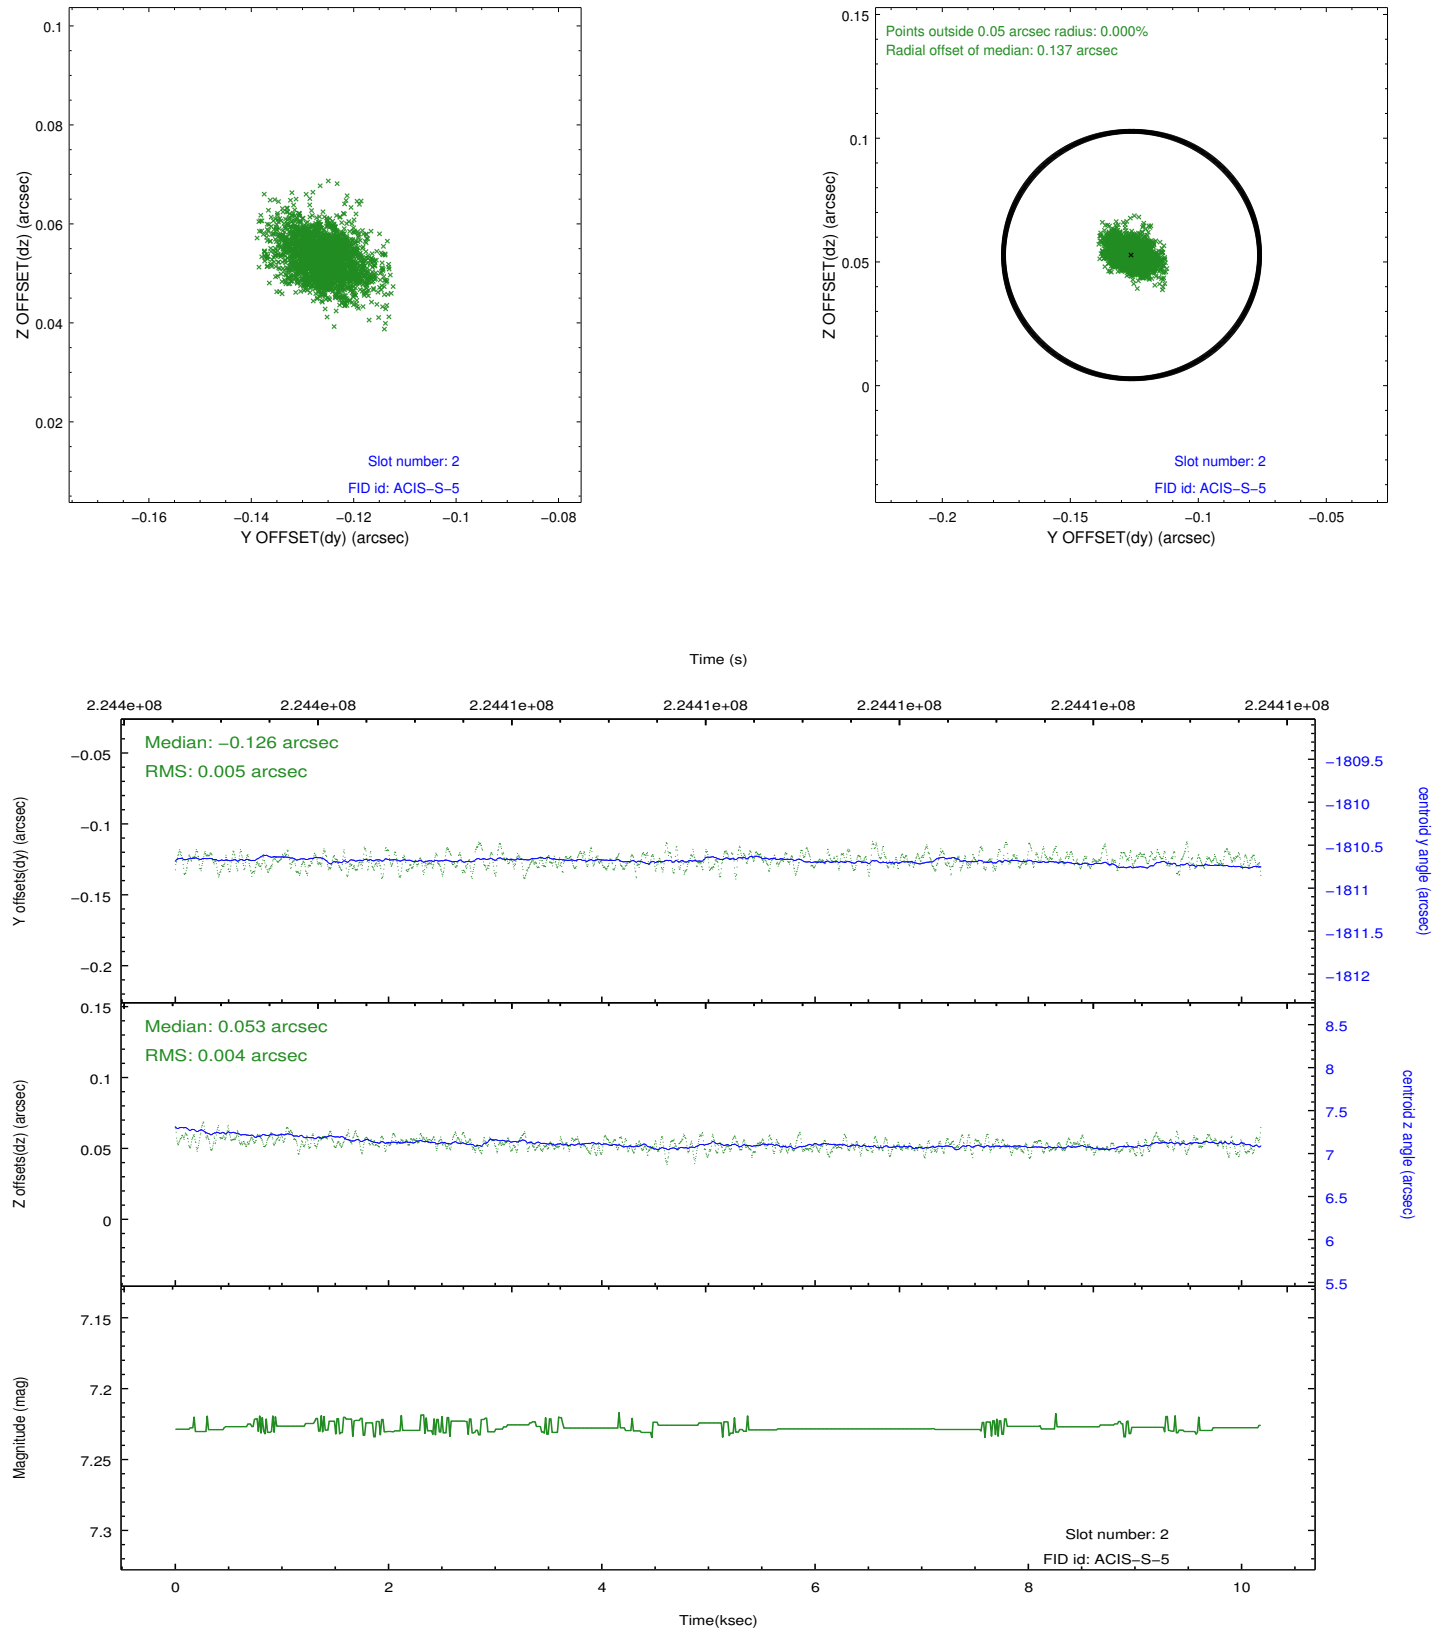 0.1
0.08
0.06
0.04
0.02
Z OFFSET(dz) (arcsec)
Slot number: 2
FID id: ACIS−S−5
−0.16
−0.14
−0.12
−0.1
−0.08
Y OFFSET(dy) (arcsec)
0.15
0.1
0.05
0
Z OFFSET(dz) (arcsec)
Points outside 0.05 arcsec radius: 0.000%
Radial offset of median: 0.137 arcsec
Slot number: 2
FID id: ACIS−S−5
−0.2
−0.15
−0.1
−0.05
Y OFFSET(dy) (arcsec)
Time (s)
2.244e+08
2.244e+08
2.2441e+08
2.2441e+08
2.2441e+08
2.2441e+08
2.2441e+08
−0.05
−0.1
−0.15
−0.2
Y offsets(dy) (arcsec)
Median: −0.126 arcsec
RMS: 0.005 arcsec
−1809.5
−1810
−1810.5
−1811
−1811.5
−1812
centroid y angle (arcsec)
0.15
0.1
0.05
0
Z offsets(dz) (arcsec)
Median: 0.053 arcsec
RMS: 0.004 arcsec
8.5
8
7.5
7
6.5
6
5.5
centroid z angle (arcsec)
7.15
7.2
7.25
7.3
Magnitude (mag)
Slot number: 2
FID id: ACIS−S−5
0
2
4
6
8
10
Time(ksec)